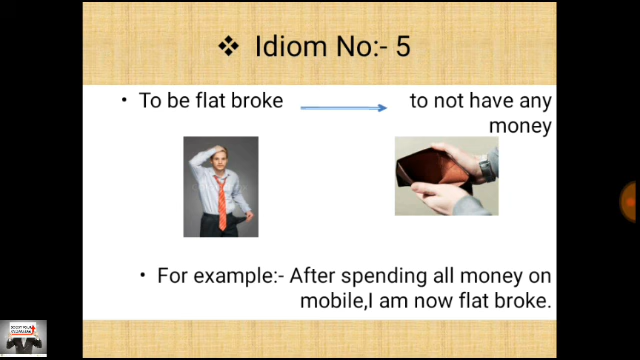 ❖ Idiom No:- 5
• To be flat broke
to not have any
money
• For example:- After spending all money on
mobile,I am now flat broke.